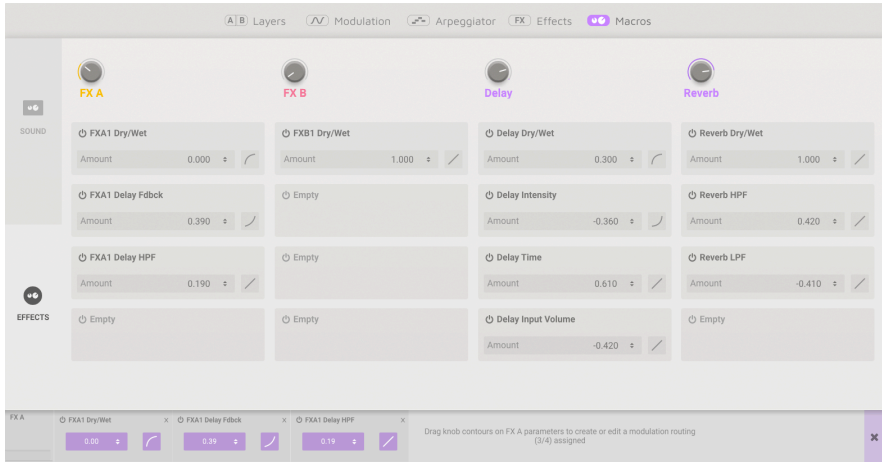 A B Layers Modulation Arpeggiator FX Effects Macros
FX A FX B Delay Reverb
SOUND
FXA1 Dry/Wet FXB1 Dry/Wet Delay Dry/Wet Reverb Dry/Wet
Amount 0.000 Amount 1.000 Amount 0.300 Amount 1.000
FXA1 Delay Fdbck Empty Delay Intensity Reverb HPF
Amount 0.390 Amount -0.360 Amount 0.420
FXA1 Delay HPF Empty Delay Time Reverb LPF
Amount 0.190 Amount 0.610 Amount -0.410
EFFECTS
Empty Empty Delay Input Volume Empty
Amount -0.420
FX A FXA1 Dry/Wet x FXA1 Delay Fdbck x FXA1 Delay HPF x
0.00 0.39 0.19
Drag knob contours on FX A parameters to create or edit a modulation routing
(3/4) assigned
x